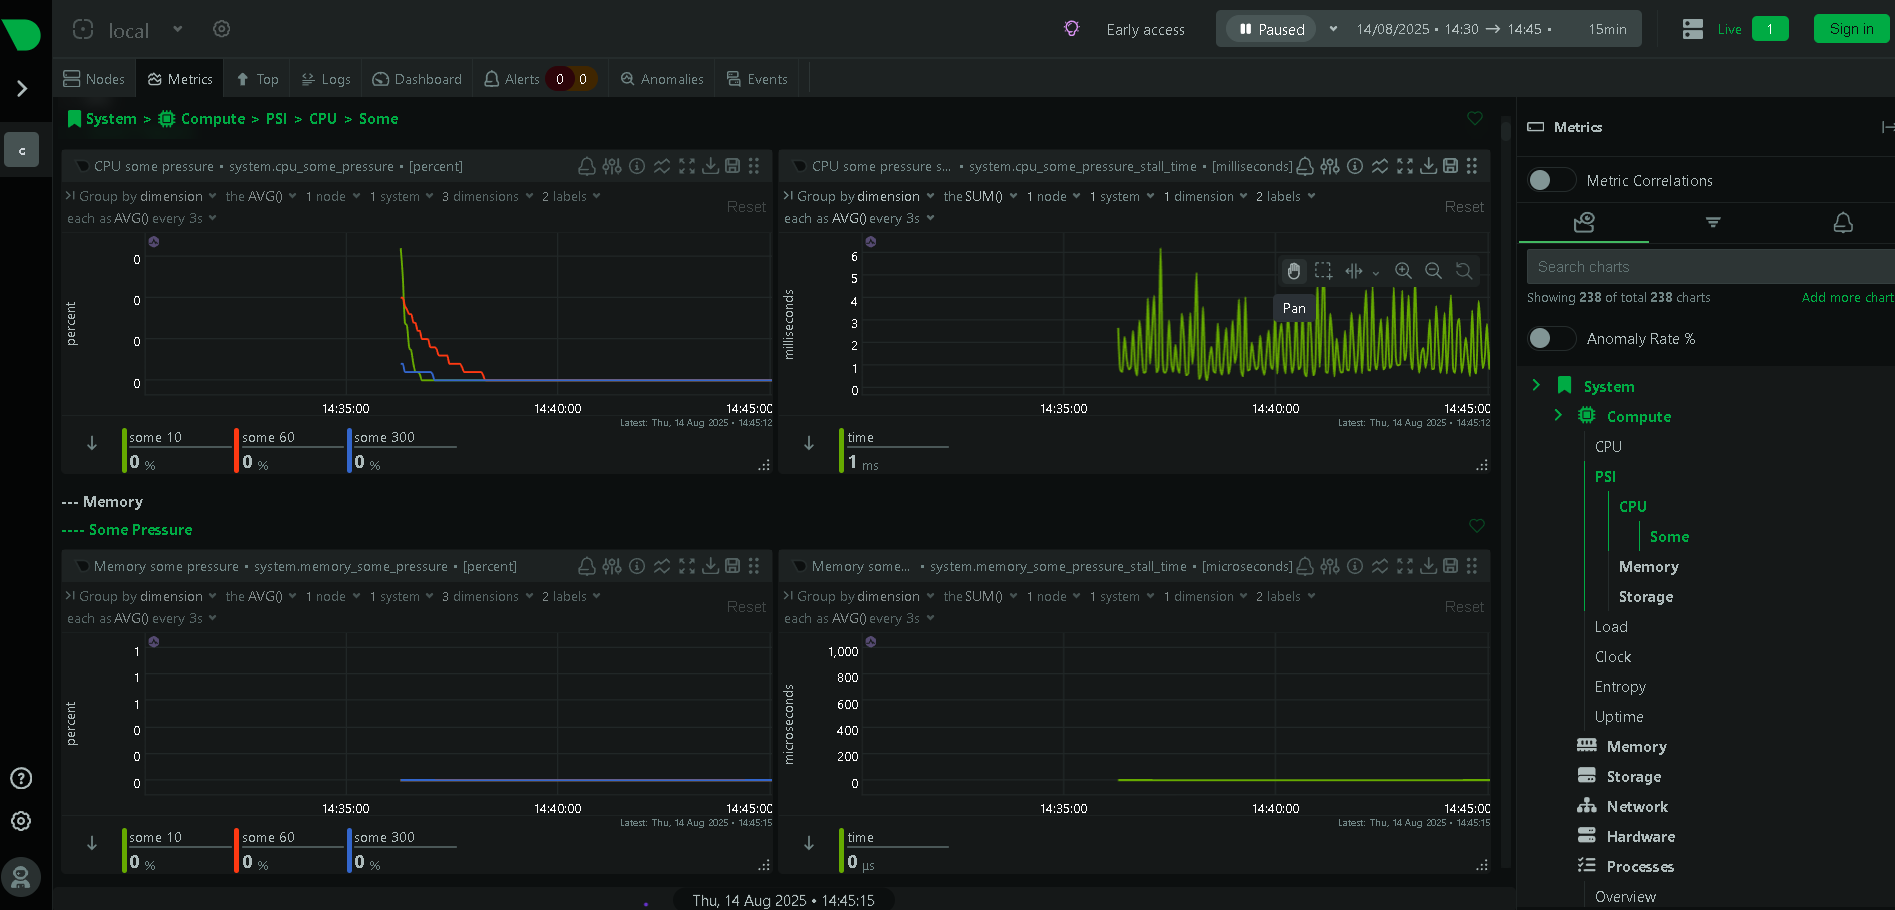 local
Early access
Paused
14/08/2025 • 14:30 → 14:45 •
15min
Live
1
Sign in
Nodes
Metrics
Top
Logs
Dashboard
Alerts
0
0
Anomalies
Events
c
System > Compute > PSI > CPU > Some
CPU some pressure • system.cpu_some_pressure • [percent]
Group by dimension the AVG() 1 node 1 system 3 dimensions 2 labels
each as AVG() every 3s
Reset
percent
0
0
0
0
14:35:00
14:40:00
14:45:00
Latest: Thu, 14 Aug 2025 • 14:45:12
some 10
0 %
some 60
0 %
some 300
0 %
CPU some pressure s... • system.cpu_some_pressure_stall_time • [milliseconds]
Group by dimension the SUM() 1 node 1 system 1 dimension 2 labels
each as AVG() every 3s
Reset
milliseconds
6
5
4
3
2
1
0
Pan
14:35:00
14:40:00
14:45:00
Latest: Thu, 14 Aug 2025 • 14:45:12
time
1 ms
--- Memory
---- Some Pressure
Memory some pressure • system.memory_some_pressure • [percent]
Group by dimension the AVG() 1 node 1 system 3 dimensions 2 labels
each as AVG() every 3s
Reset
percent
1
1
1
0
0
0
14:35:00
14:40:00
14:45:00
Latest: Thu, 14 Aug 2025 • 14:45:15
some 10
0 %
some 60
0 %
some 300
0 %
Memory some... • system.memory_some_pressure_stall_time • [microseconds]
Group by dimension the SUM() 1 node 1 system 1 dimension 2 labels
each as AVG() every 3s
Reset
microseconds
1,000
800
600
400
200
0
14:35:00
14:40:00
14:45:00
Latest: Thu, 14 Aug 2025 • 14:45:15
time
0 µs
Thu, 14 Aug 2025 • 14:45:15
Metrics
Metric Correlations
Search charts
Showing 238 of total 238 charts
Add more chart
Anomaly Rate %
System
Compute
CPU
PSI
CPU
Some
Memory
Storage
Load
Clock
Entropy
Uptime
Memory
Storage
Network
Hardware
Processes
Overview